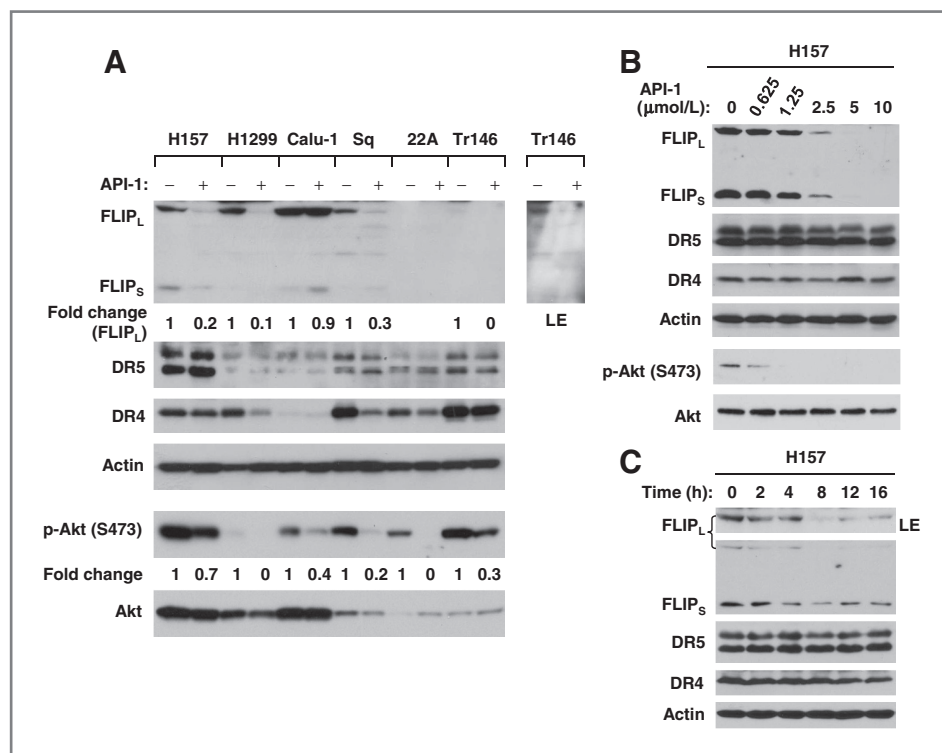 A
H157 H1299 Calu-1 Sq 22A Tr146 Tr146
API-1: – + – + – + – + – + – + – +
FLIPL
FLIPS
Fold change
(FLIPL) 1 0.2 1 0.1 1 0.9 1 0.3 1 0 LE
DR5
DR4
Actin
p-Akt (S473)
Fold change 1 0.7 1 0 1 0.4 1 0.2 1 0 1 0.3
Akt
B
H157
API-1
(μmol/L): 0 0.625 1.25 2.5 5 10
FLIPL
FLIPS
DR5
DR4
Actin
p-Akt (S473)
Akt
C
H157
Time (h): 0 2 4 8 12 16
FLIPL LE
FLIPS
DR5
DR4
Actin